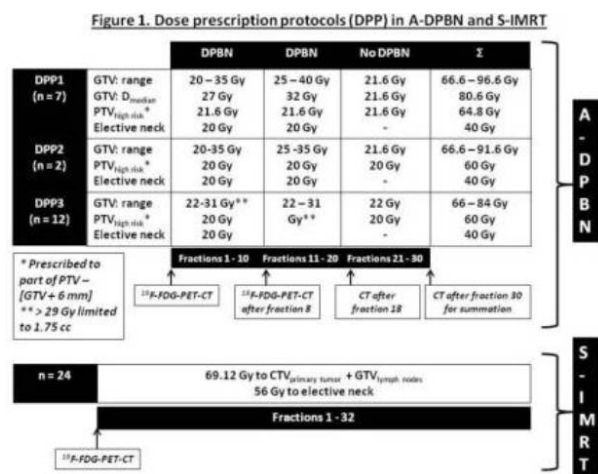 Figure 1. Dose prescription protocols (DPP) in A-DPBN and S-IMRT
DPBN DPBN No DPBN Σ
DPP1 (n = 7)
GTV: range 20 – 35 Gy 25 – 40 Gy 21.6 Gy 66.6 – 96.6 Gy
GTV: Dmedian 27 Gy 32 Gy 21.6 Gy 80.6 Gy
PTVhigh risk* 21.6 Gy 21.6 Gy 21.6 Gy 64.8 Gy
Elective neck 20 Gy 20 Gy - 40 Gy
DPP2 (n = 2)
GTV: range 20-35 Gy 25 -35 Gy 21.6 Gy 66.6 – 91.6 Gy
PTVhigh risk* 20 Gy 20 Gy 20 Gy 60 Gy
Elective neck 20 Gy 20 Gy - 40 Gy
DPP3 (n = 12)
GTV: range 22-31 Gy** 22 – 31 Gy** 22 Gy 66 – 84 Gy
PTVhigh risk* 20 Gy 20 Gy 60 Gy
Elective neck 20 Gy - 40 Gy
Fractions 1 - 10 Fractions 11 - 20 Fractions 21 - 30
* Prescribed to
part of PTV –
[GTV + 6 mm]
** > 29 Gy limited
to 1.75 cc
18F-FDG-PET-CT
18F-FDG-PET-CT
after fraction 8
CT after
fraction 18
CT after fraction 30
for summation
A-DPBN
n = 24
69.12 Gy to CTVprimary tumor + GTVlymph nodes
56 Gy to elective neck
Fractions 1 - 32
18F-FDG-PET-CT
S-IMRT